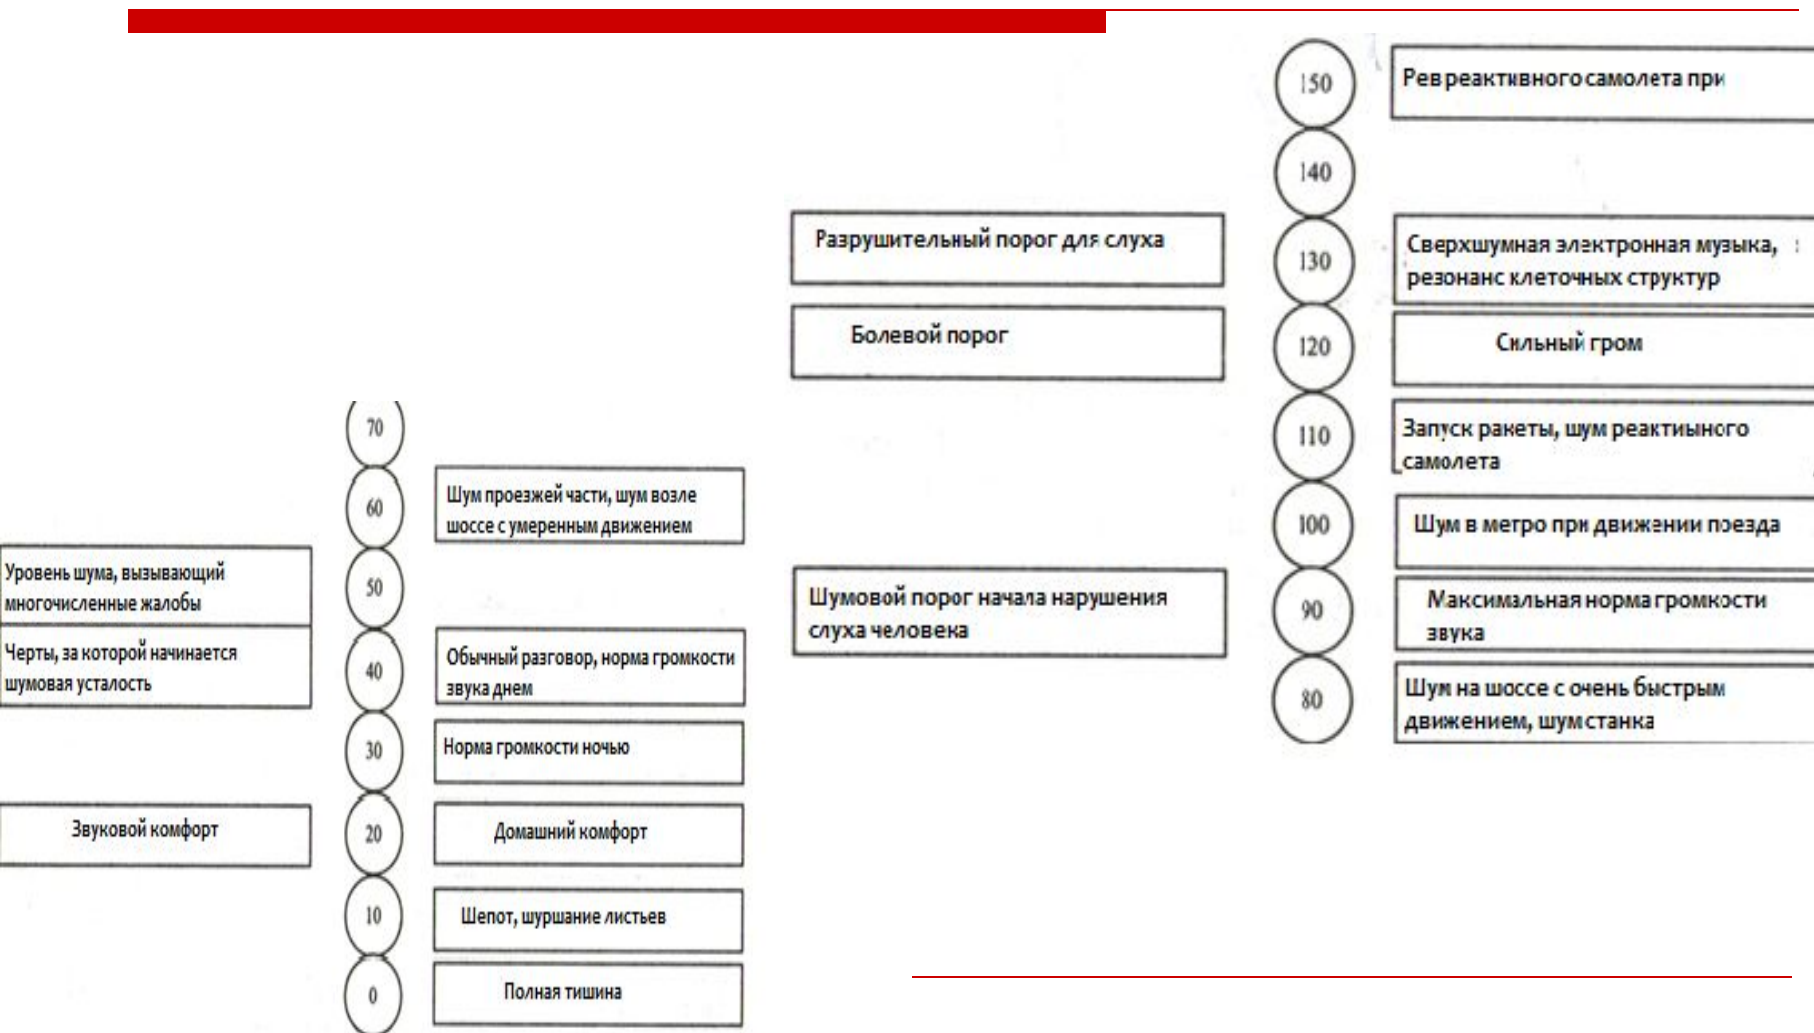 150
Рев реактивного самолета при
140
Разрушительный порог для слуха
130
Сверхшумная электронная музыка,
резонанс клеточных структур
Болевой порог
120
Сильный гром
110
Запуск ракеты, шум реактиыного
самолета
100
Шум в метро при движении поезда
Шумовой порог начала нарушения
слуха человека
90
Максимальная норма громкости
звука
80
Шум на шоссе с очень быстрым
движением, шум станка
70
60
Шум проезжей части, шум возле
шоссе с умеренным движением
Уровень шума, вызывающий
многочисленные жалобы
50
Черты, за которой начинается
шумовая усталость
40
Обычный разговор, норма громкости
звука днем
30
Норма громкости ночью
Звуковой комфорт
20
Домашний комфорт
10
Шепот, шуршание листьев
0
Полная тишина